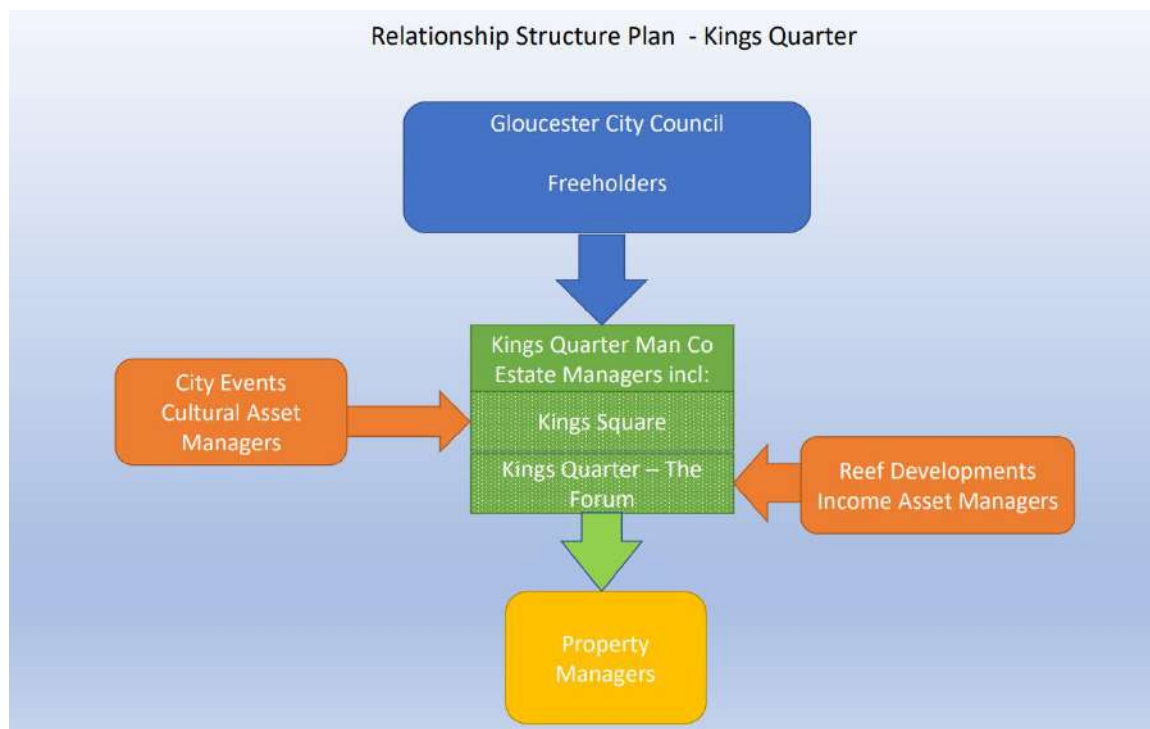 Relationship Structure Plan - Kings Quarter
Gloucester City Council
Freeholders
Kings Quarter Man Co
Estate Managers incl:
City Events
Cultural Asset
Managers
Kings Square
Kings Quarter – The
Forum
Reef Developments
Income Asset Managers
Property
Managers